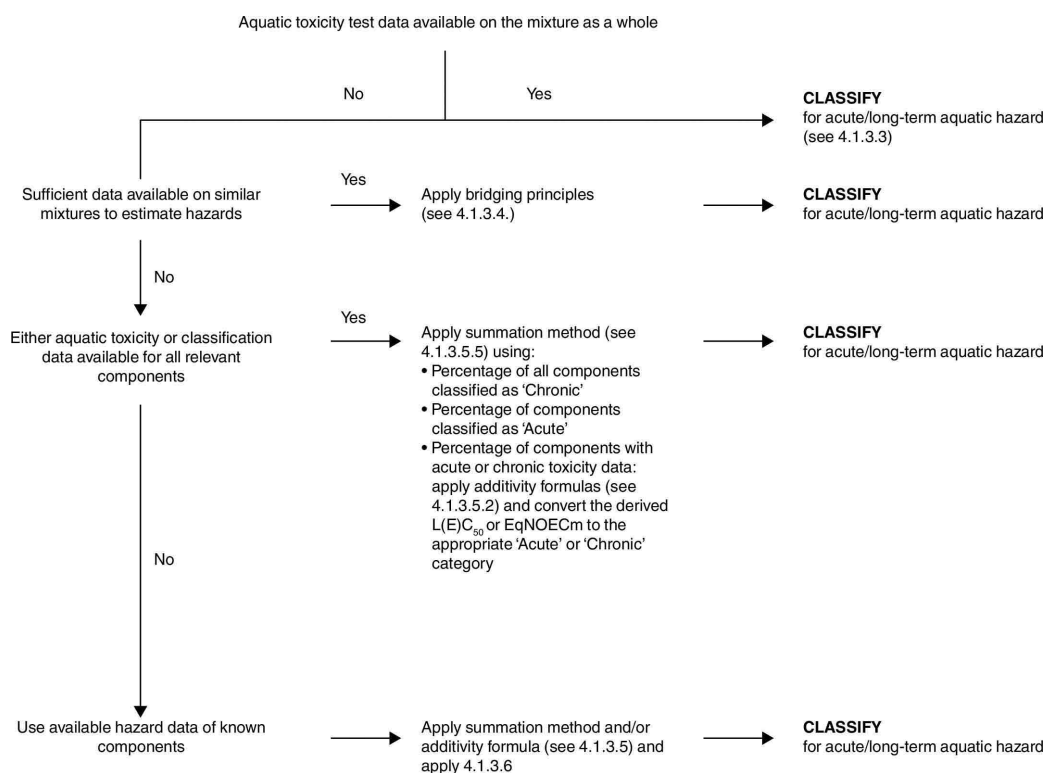 Aquatic toxicity test data available on the mixture as a whole
No
Yes
CLASSIFY
for acute/long-term aquatic hazard
(see 4.1.3.3)
Sufficient data available on similar
mixtures to estimate hazards
Yes
Apply bridging principles
(see 4.1.3.4.)
CLASSIFY
for acute/long-term aquatic hazard
No
Either aquatic toxicity or classification
data available for all relevant
components
Yes
Apply summation method (see
4.1.3.5.5) using:
• Percentage of all components
classified as ‘Chronic’
• Percentage of components
classified as ‘Acute’
• Percentage of components with
acute or chronic toxicity data:
apply additivity formulas (see
4.1.3.5.2) and convert the derived
L(E)C₅₀ or EqNOECm to the
appropriate ‘Acute’ or ‘Chronic’
category
CLASSIFY
for acute/long-term aquatic hazard
No
Use available hazard data of known
components
Apply summation method and/or
additivity formula (see 4.1.3.5) and
apply 4.1.3.6
CLASSIFY
for acute/long-term aquatic hazard